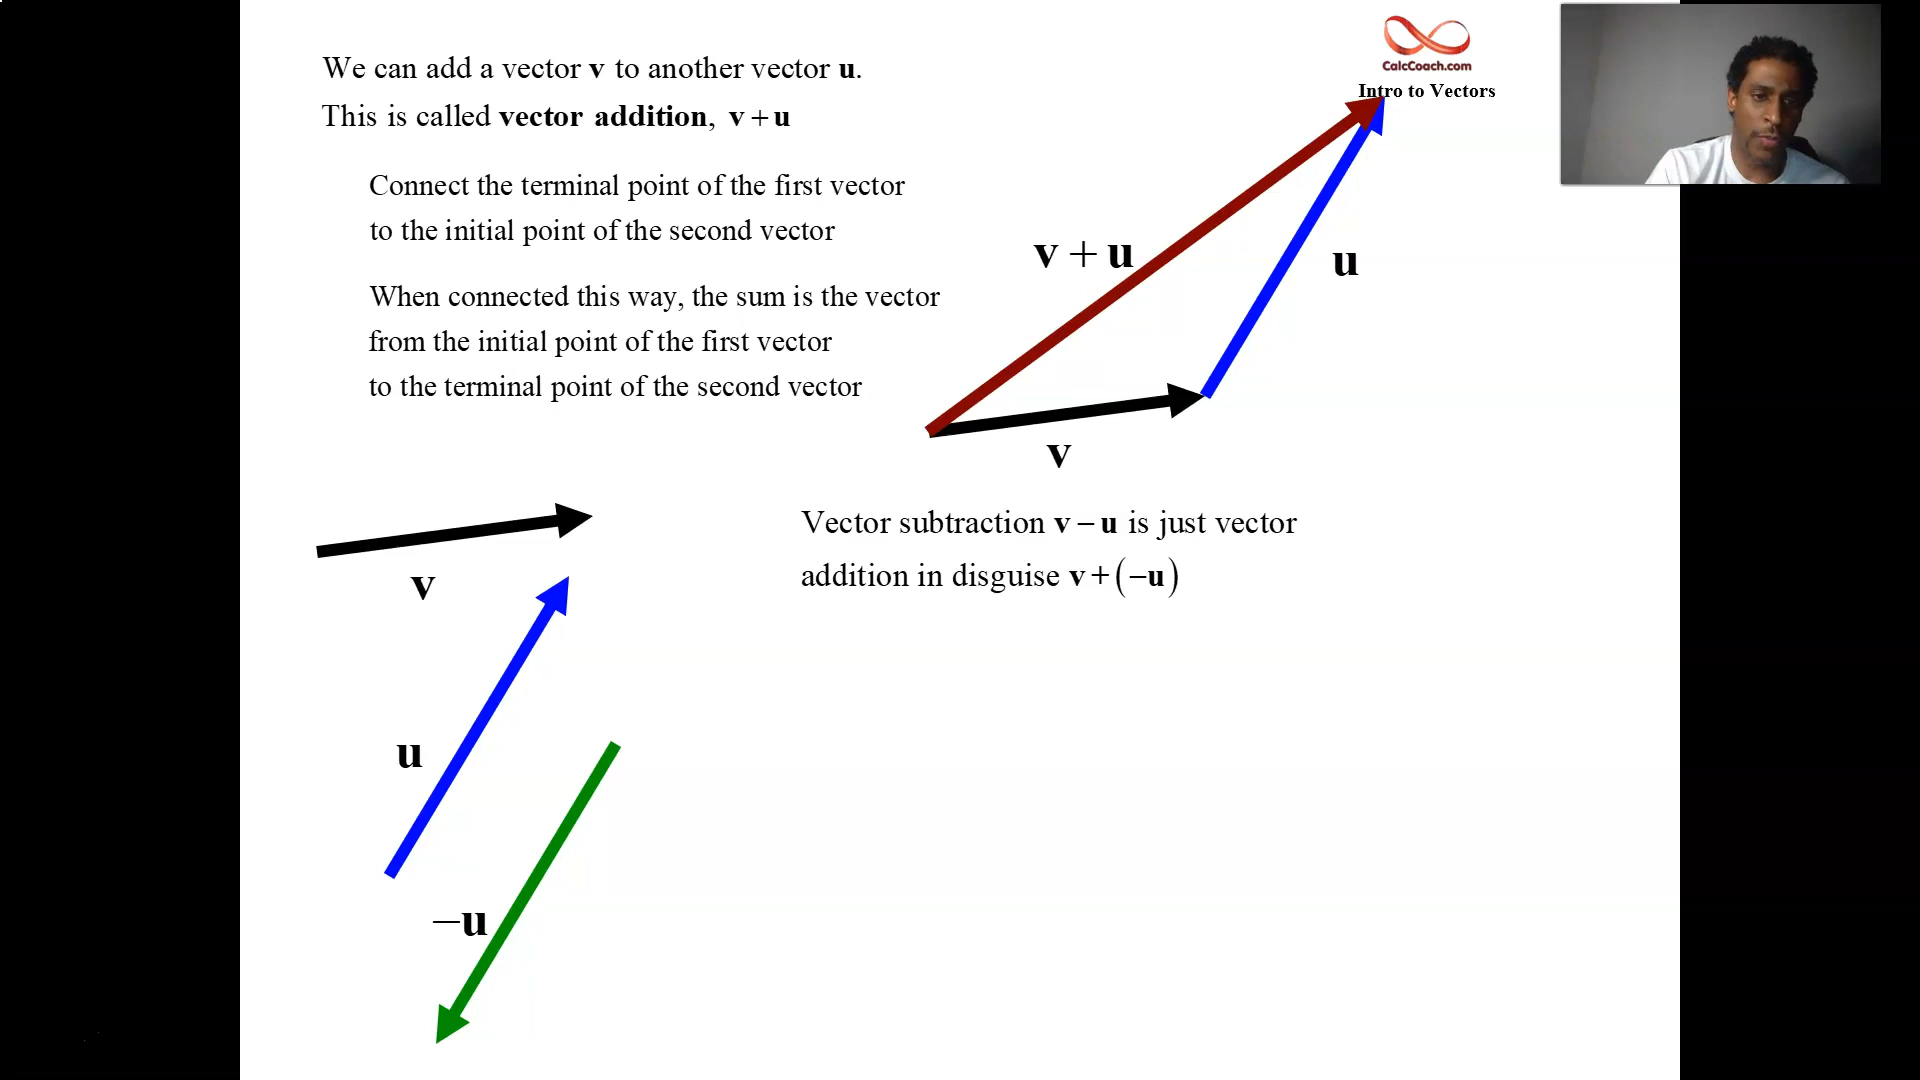 We can add a vector v to another vector u.
This is called vector addition, v + u
Connect the terminal point of the first vector
to the initial point of the second vector
When connected this way, the sum is the vector
from the initial point of the first vector
to the terminal point of the second vector
CalcCoach.com
Intro to Vectors
v + u
u
v
v
u
−u
Vector subtraction v − u is just vector
addition in disguise v + (−u)